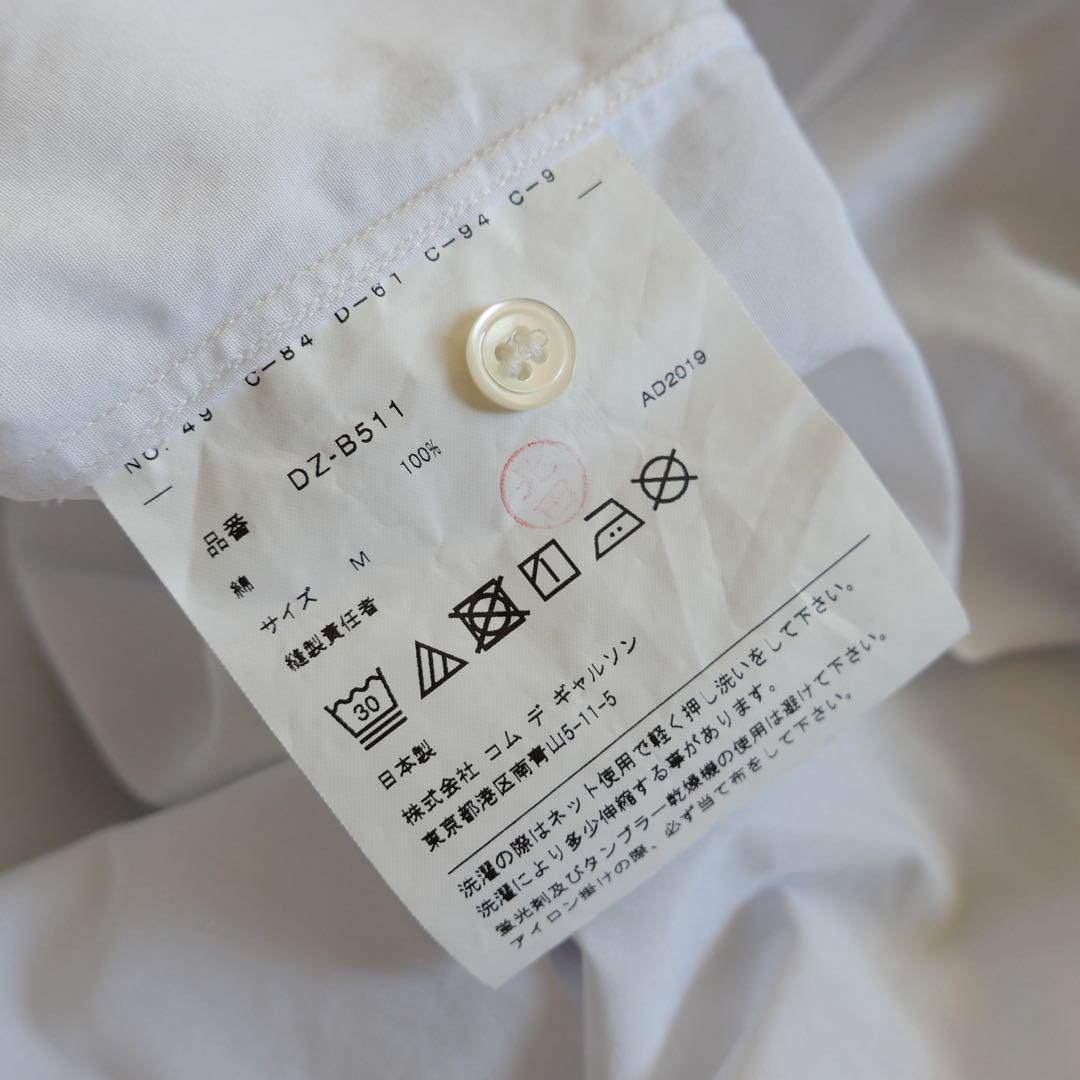 NO. 49 C-84 D-61 C-94 C-9
品番 DZ-B511
綿 100%
サイズ M AD2019
縫製責任者
30
1
日本製
株式会社 コム デ ギャルソン
東京都港区南青山5-11-5
洗濯の際はネット使用で軽く押し洗いをして下さい。
洗濯により多少伸縮する事があります。
蛍光剤及びタンブラー乾燥機の使用は避けて下さい。
アイロン掛けの際、必ず当て布をして下さい。